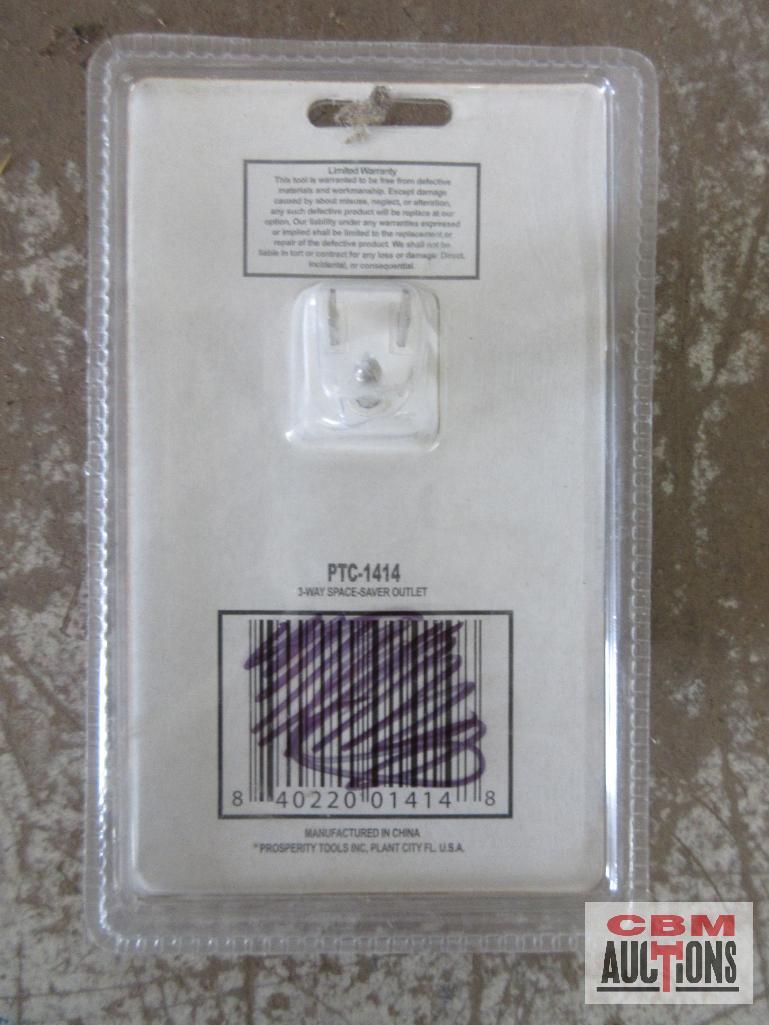 Limited Warranty
This tool is warranted to be free from defective
materials and workmanship. Except damage
caused by about misuse, neglect, or alteration,
any such defective product will be replace at our
option, Our liability under any warranties expressed
or implied shall be limited to the replacement,or
repair of the defective product. We shall not be
liable in tort or contract for any loss or damage: Direct,
Incidental, or consequential.
PTC-1414
3-WAY SPACE-SAVER OUTLET
8 40220 01414 8
MANUFACTURED IN CHINA
PROSPERITY TOOLS INC, PLANT CITY FL. U.S.A.
CBM
AUCTIONS